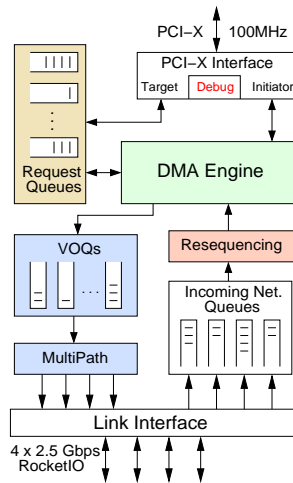 PCI−X 100MHz
PCI−X Interface
Target Debug Initiator
Request
Queues
DMA Engine
VOQs
Resequencing
. . .
Incoming Net.
Queues
MultiPath
Link Interface
4 x 2.5 Gbps
RocketIO